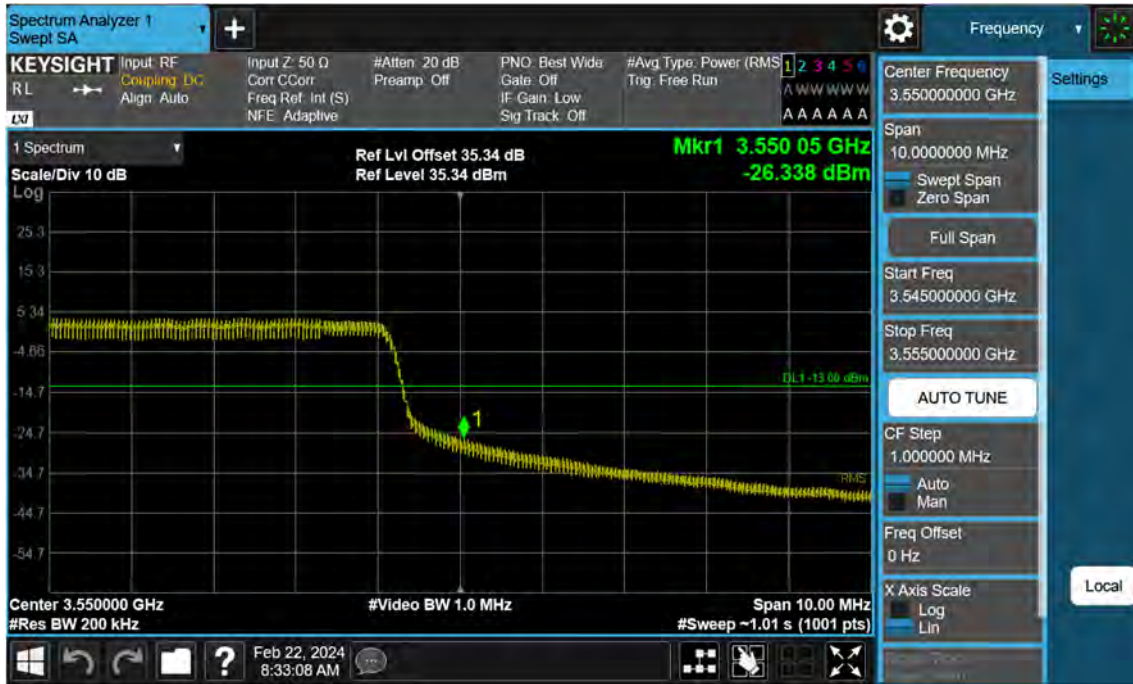 Spectrum Analyzer 1
Swept SA
+
Frequency
KEYSIGHT
RL
LXI
Input: RF
Coupling: DC
Align: Auto
Input Z: 50 Ω
Corr CCorr
Freq Ref: Int (S)
NFE: Adaptive
#Atten: 20 dB
Preamp: Off
PNO: Best Wide
Gate: Off
IF Gain: Low
Sig Track: Off
#Avg Type: Power (RMS
Trig: Free Run
1 2 3 4 5 6
A W W W W W
A A A A A A
1 Spectrum
Scale/Div 10 dB
Ref Lvl Offset 35.34 dB
Ref Level 35.34 dBm
Mkr1 3.550 05 GHz
-26.338 dBm
Log
25.3
15.3
5.34
-4.66
DL1 -13.00 dBm
-14.7
1
-24.7
-34.7
RMS
-44.7
-54.7
Center 3.550000 GHz
#Video BW 1.0 MHz
Span 10.00 MHz
#Res BW 200 kHz
#Sweep ~1.01 s (1001 pts)
?
Feb 22, 2024
8:33:08 AM
Center Frequency
3.550000000 GHz
Settings
Span
10.0000000 MHz
Swept Span
Zero Span
Full Span
Start Freq
3.545000000 GHz
Stop Freq
3.555000000 GHz
AUTO TUNE
CF Step
1.000000 MHz
Auto
Man
Freq Offset
0 Hz
X Axis Scale
Log
Lin
Local